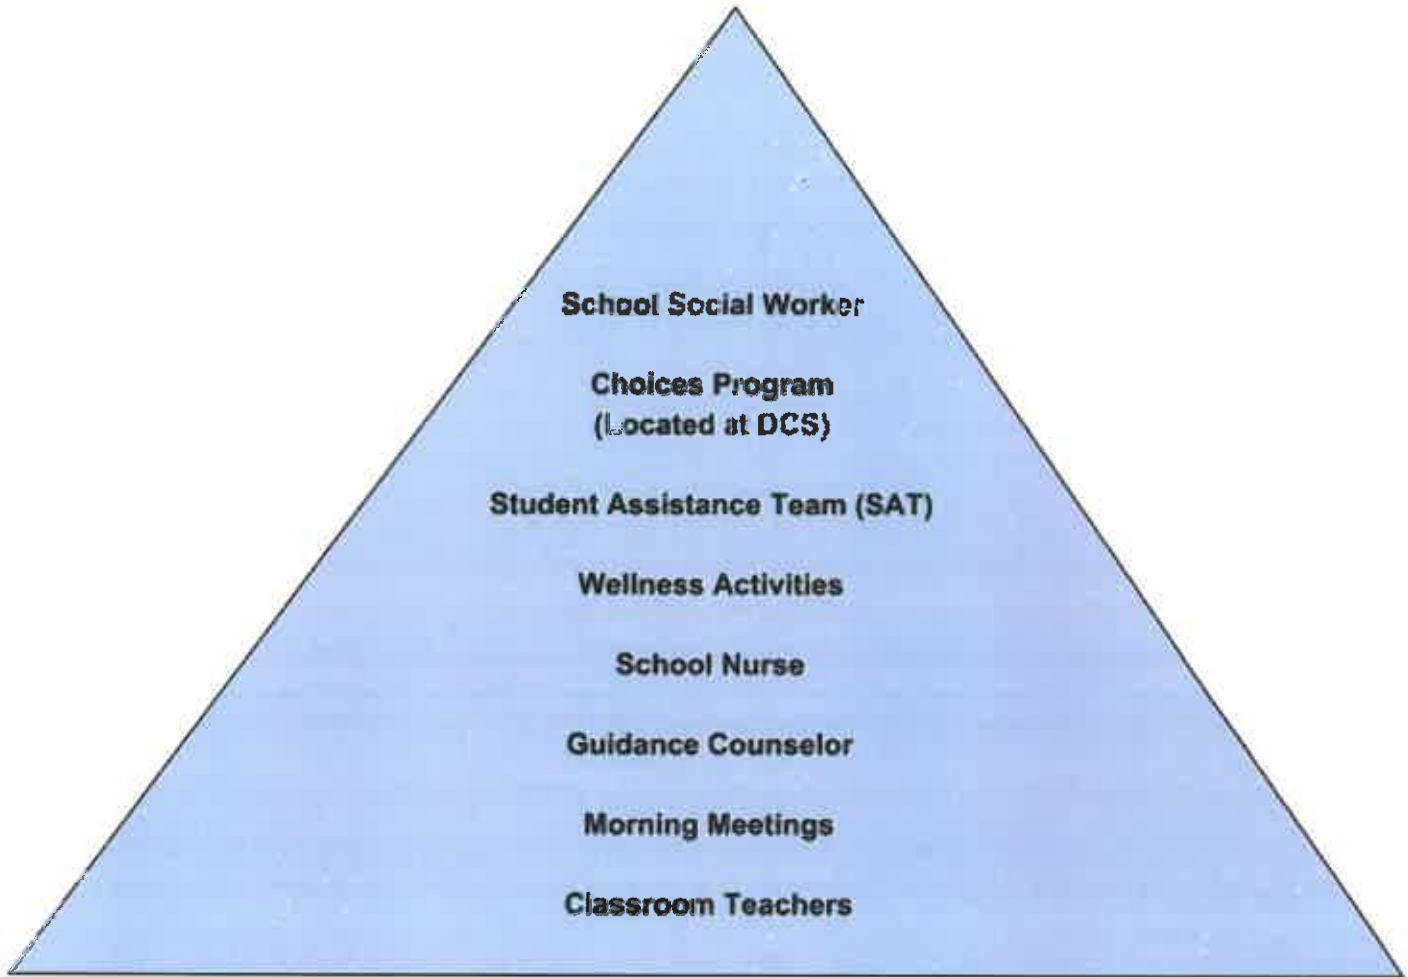 School Social Worker
Choices Program
(Located at DCS)
Student Assistance Team (SAT)
Wellness Activities
School Nurse
Guidance Counselor
Morning Meetings
Classroom Teachers